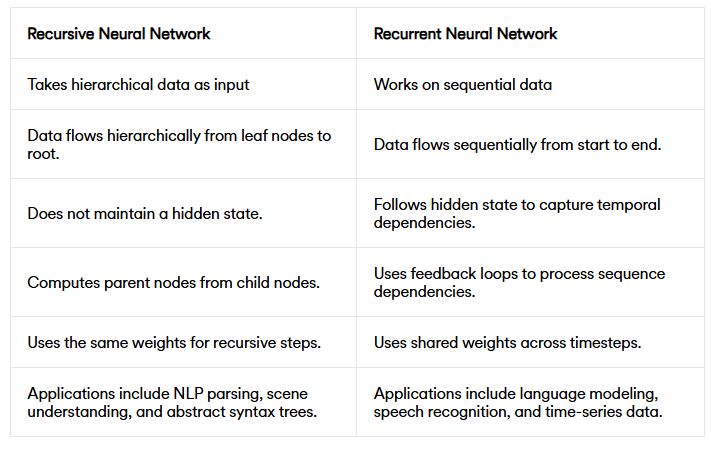 Recursive Neural Network
Recurrent Neural Network
Takes hierarchical data as input
Works on sequential data
Data flows hierarchically from leaf nodes to
root.
Data flows sequentially from start to end.
Does not maintain a hidden state.
Follows hidden state to capture temporal
dependencies.
Computes parent nodes from child nodes.
Uses feedback loops to process sequence
dependencies.
Uses the same weights for recursive steps.
Uses shared weights across timesteps.
Applications include NLP parsing, scene
understanding, and abstract syntax trees.
Applications include language modeling,
speech recognition, and time-series data.